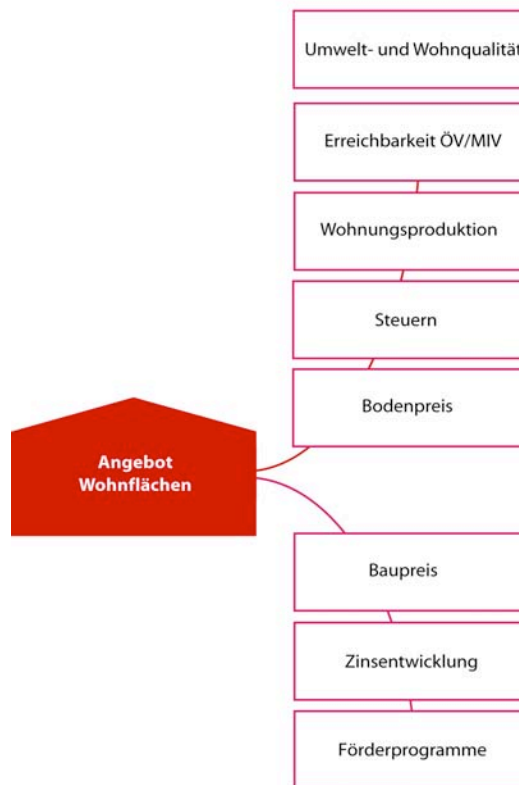 Umwelt- und Wohnqualität
Erreichbarkeit ÖV/MIV
Wohnungsproduktion
Steuern
Bodenpreis
Angebot
Wohnflächen
Baupreis
Zinsentwicklung
Förderprogramme